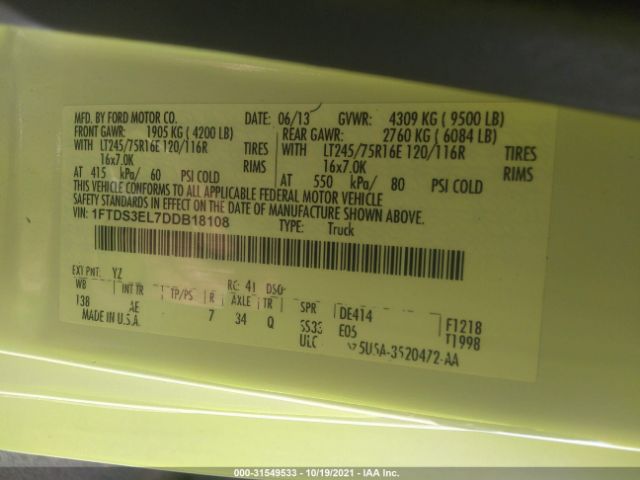 MFD. BY FORD MOTOR CO. DATE: 06/13 GVWR: 4309 KG ( 9500 LB)
FRONT GAWR: 1905 KG ( 4200 LB) REAR GAWR: 2760 KG ( 6084 LB)
WITH LT245/75R16E 120/116R TIRES WITH LT245/75R16E 120/116R TIRES
16x7.0K RIMS 16x7.0K RIMS
AT 415 kPa/ 60 PSI COLD AT 550 kPa/ 80 PSI COLD
THIS VEHICLE CONFORMS TO ALL APPLICABLE FEDERAL MOTOR VEHICLE
SAFETY STANDARDS IN EFFECT ON THE DATE OF MANUFACTURE SHOWN ABOVE.
VIN: 1FTDS3EL7DDB18108 TYPE: Truck
EXT PNT: YZ RC: 41 DSO:
WB INT TR TP/PS R AXLE TR SPR DE414 F1218
138 AE 7 34 Q SS33 E05 T1998
MADE IN U.S.A. ULC 5U5A-3520472-AA
000-31549533 - 10/19/2021 - IAA Inc.